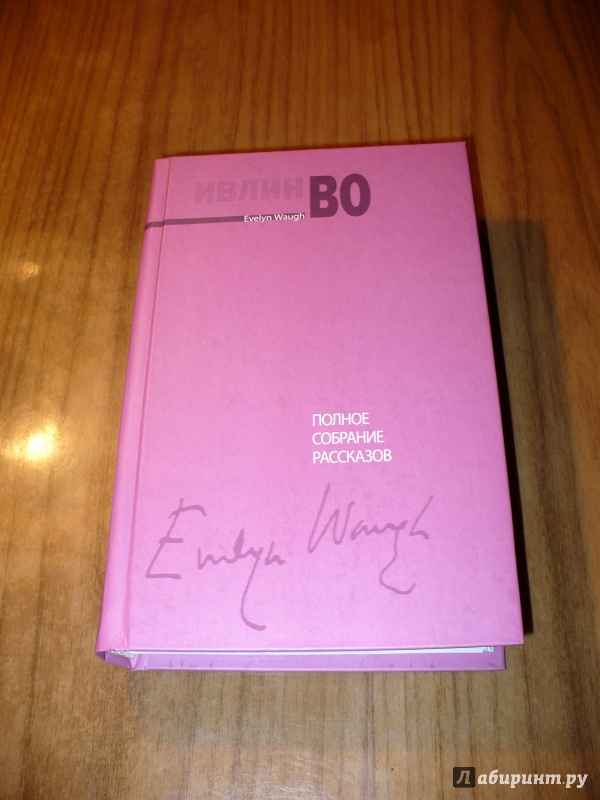 ИВЛИН ВО
Evelyn Waugh
ПОЛНОЕ
СОБРАНИЕ
РАССКАЗОВ
Evelyn Waugh
Лабиринт.ру